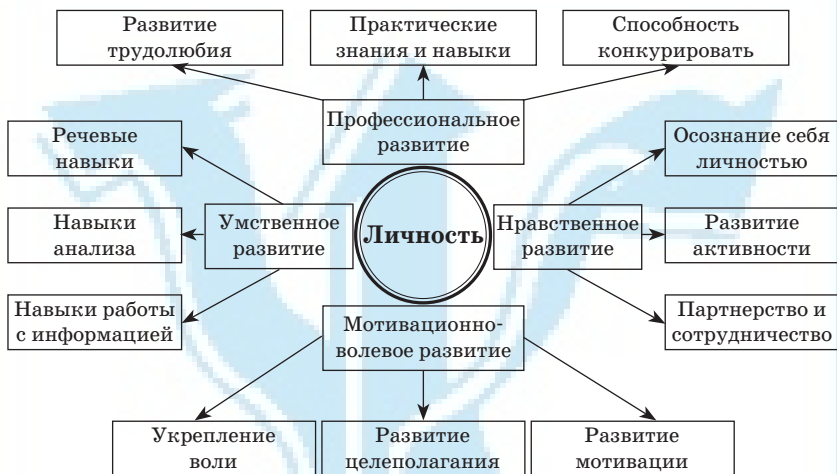 Развитие
трудолюбия
Практические
знания и навыки
Способность
конкурировать
Профессиональное
развитие
Речевые
навыки
Осознание себя
личностью
Навыки
анализа
Умственное
развитие
Личность
Нравственное
развитие
Развитие
активности
Навыки работы
с информацией
Мотивационно-
волевое развитие
Партнерство и
сотрудничество
Укрепление
воли
Развитие
целеполагания
Развитие
мотивации